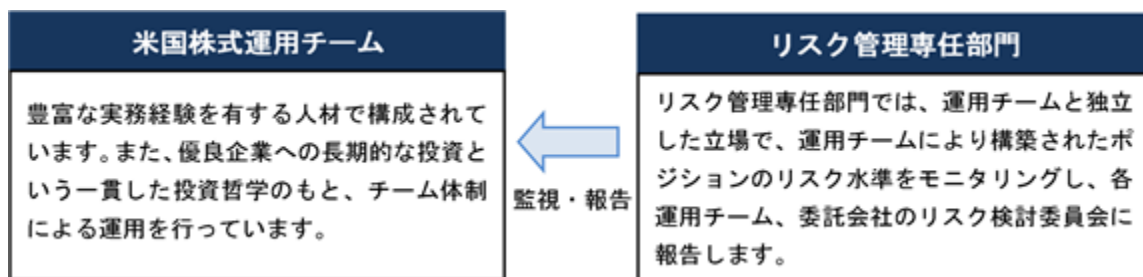 米国株式運用チーム
豊富な実務経験を有する人材で構成されて
います。また、優良企業への長期的な投資と
いう一貫した投資哲学のもと、チーム体制
による運用を行っています。
監視・報告
リスク管理専任部門
リスク管理専任部門では、運用チームと独立
した立場で、運用チームにより構築されたポ
ジションのリスク水準をモニタリングし、各
運用チーム、委託会社のリスク検討委員会に
報告します。